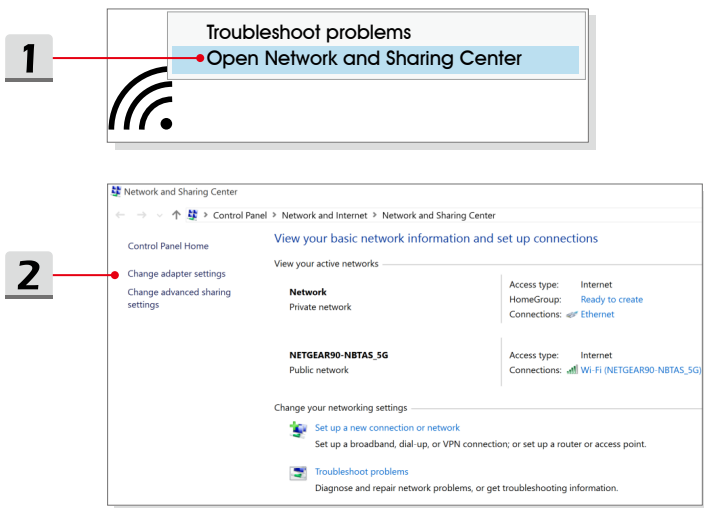 1
Troubleshoot problems
Open Network and Sharing Center
2
Network and Sharing Center
Control Panel > Network and Internet > Network and Sharing Center
Control Panel Home
Change adapter settings
Change advanced sharing
settings
View your basic network information and set up connections
View your active networks
Network
Private network
Access type: Internet
HomeGroup: Ready to create
Connections: Ethernet
NETGEAR90-NBTAS_5G
Public network
Access type: Internet
Connections: Wi-Fi (NETGEAR90-NBTAS_5G)
Change your networking settings
Set up a new connection or network
Set up a broadband, dial-up, or VPN connection; or set up a router or access point.
Troubleshoot problems
Diagnose and repair network problems, or get troubleshooting information.